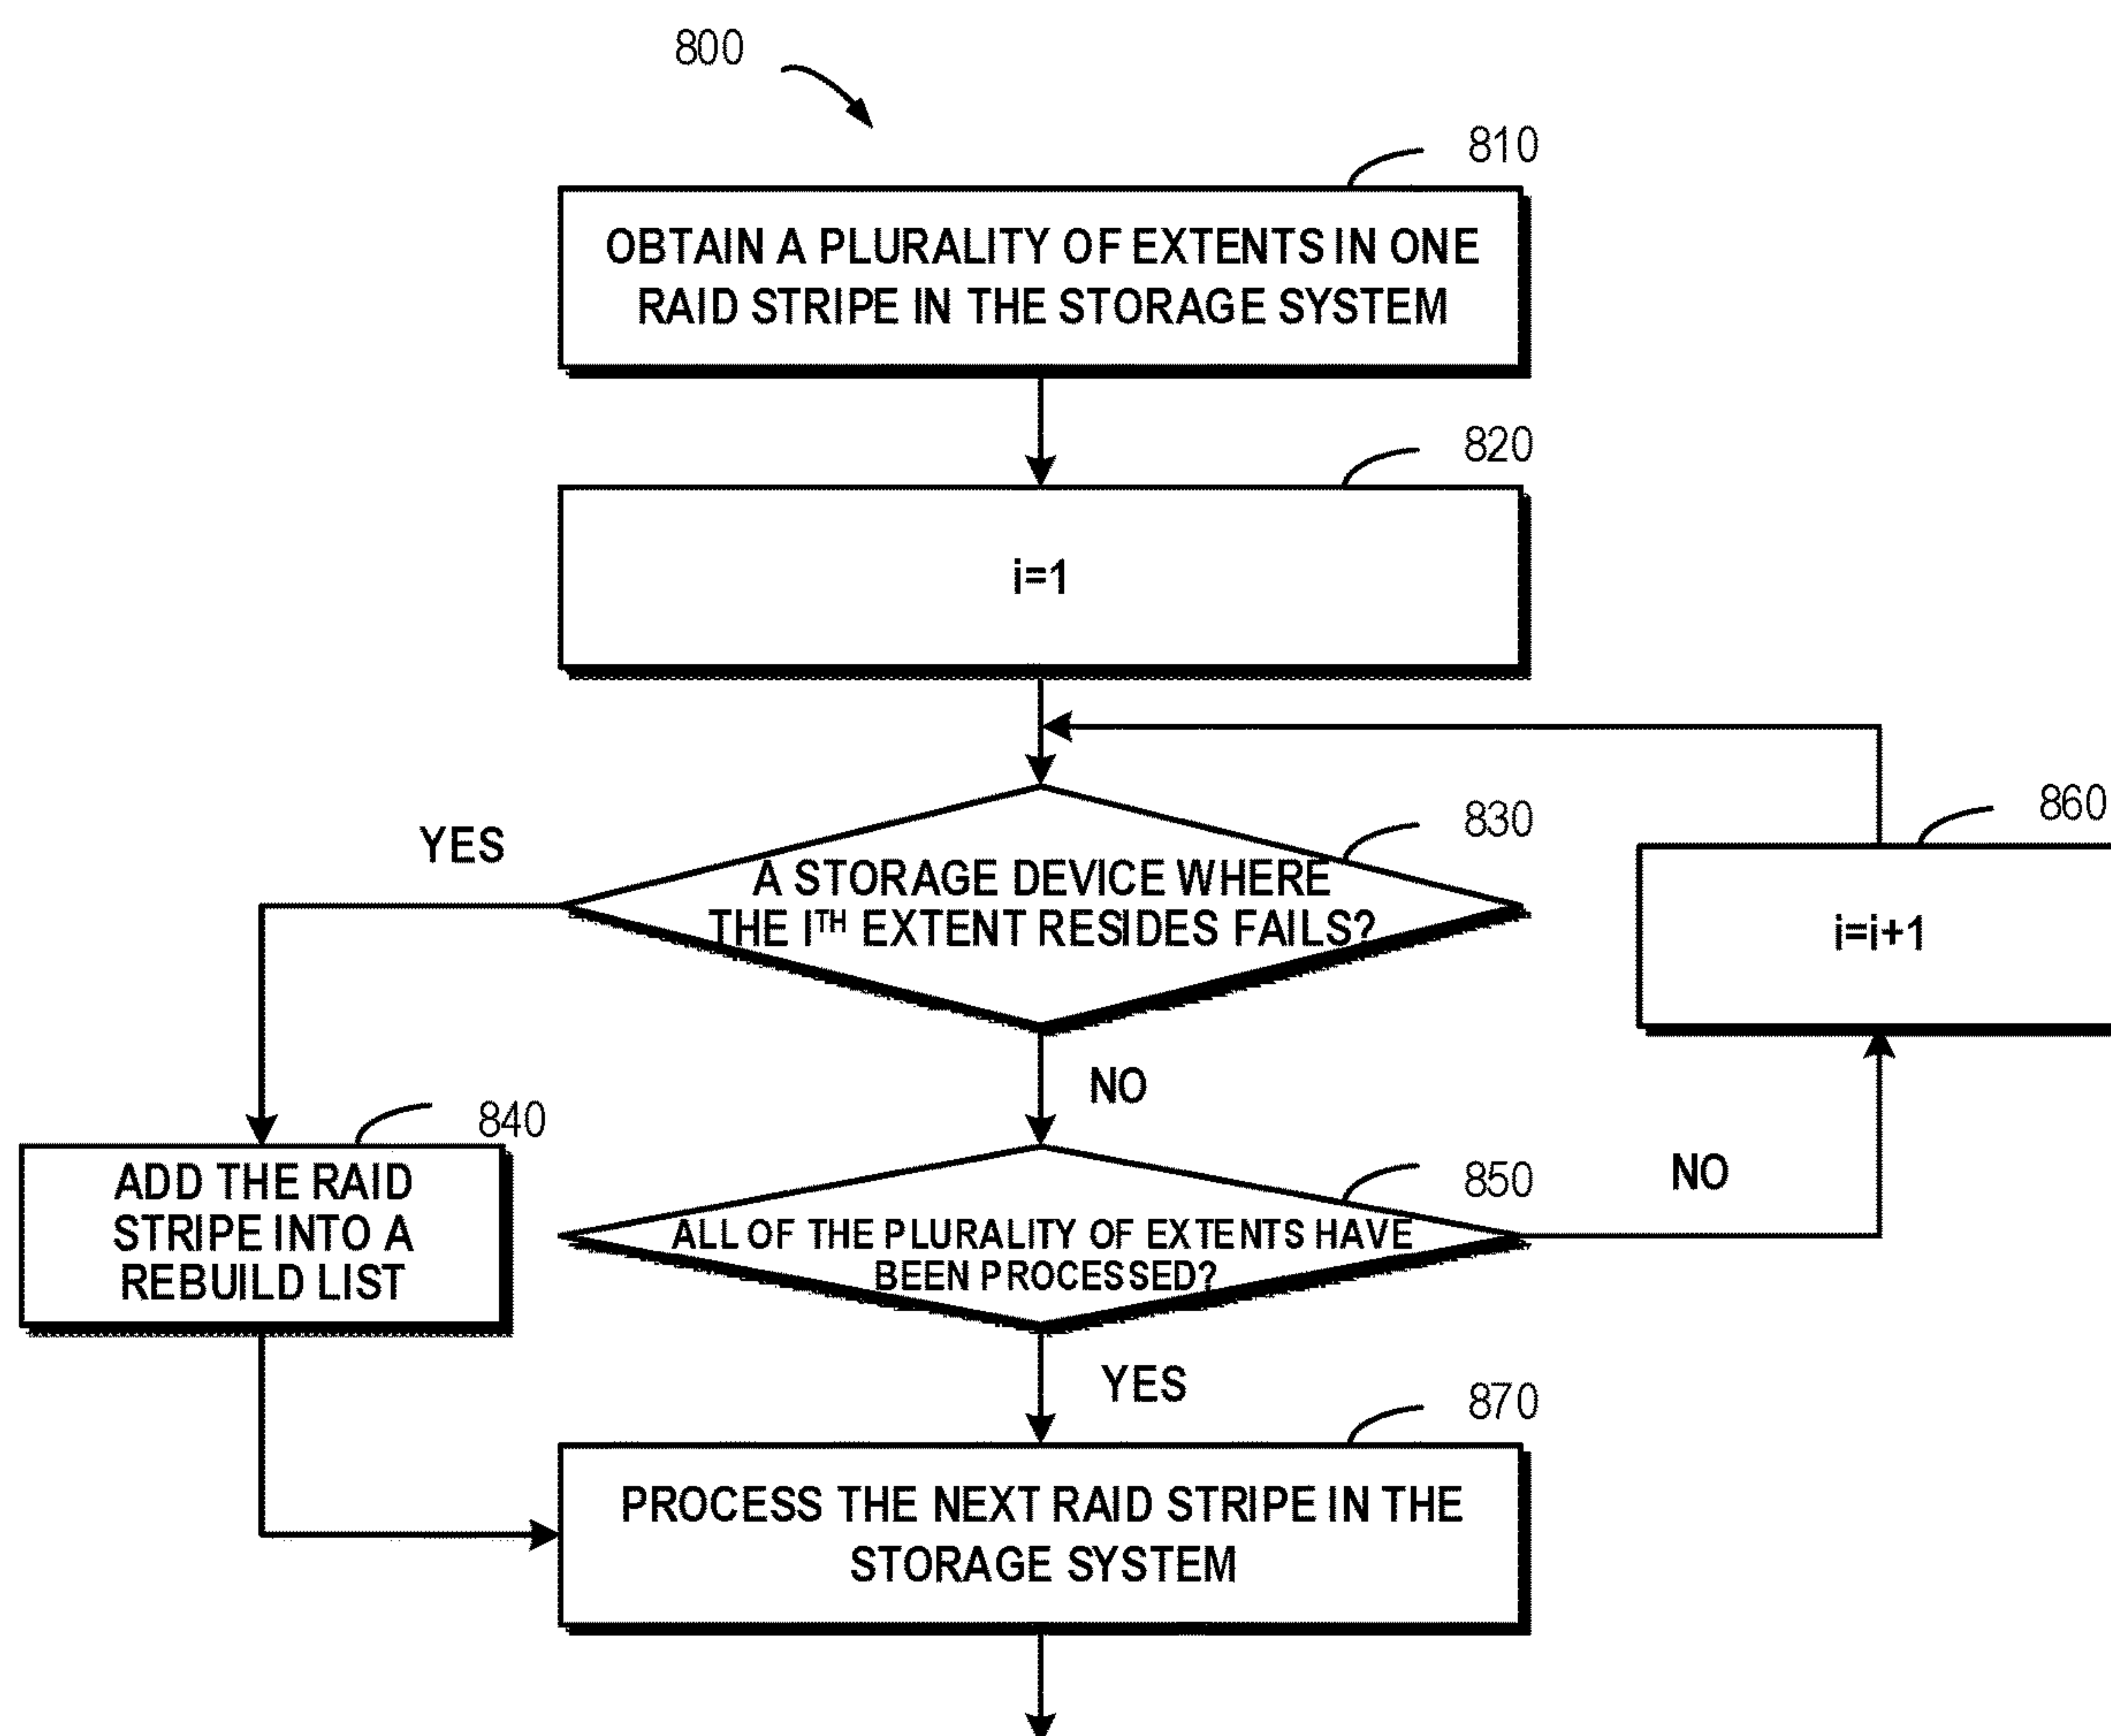 800
810
OBTAIN A PLURALITY OF EXTENTS IN ONE
RAID STRIPE IN THE STORAGE SYSTEM
820
i=1
830
YES
A STORAGE DEVICE WHERE
THE ITH EXTENT RESIDES FAILS?
860
i=i+1
NO
840
ADD THE RAID
STRIPE INTO A
REBUILD LIST
850
NO
ALL OF THE PLURALITY OF EXTENTS HAVE
BEEN PROCESSED?
YES
870
PROCESS THE NEXT RAID STRIPE IN THE
STORAGE SYSTEM